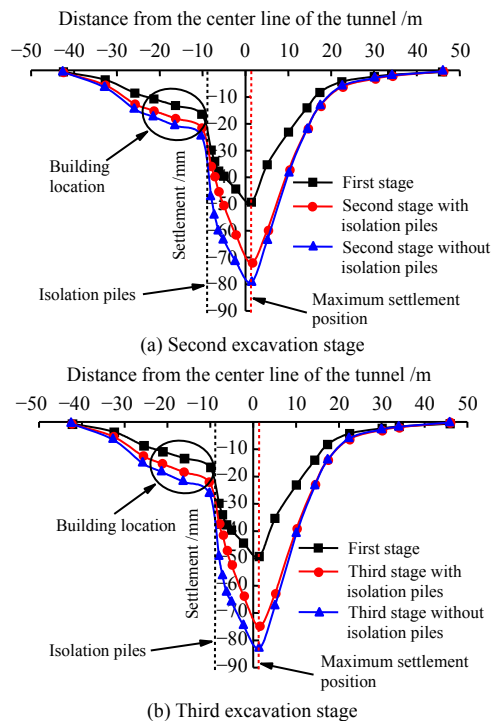 Distance from the center line of the tunnel /m
−50 −40 −30 −20 −10 0 10 20 30 40 50
−10
−20
−30
−40
−50
−60
−70
−80
−90
Settlement /mm
Building
location
Isolation piles
First stage
Second stage with
isolation piles
Second stage without
isolation piles
Maximum settlement
position
(a) Second excavation stage
Distance from the center line of the tunnel /m
−50 −40 −30 −20 −10 0 10 20 30 40 50
−10
−20
−30
−40
−50
−60
−70
−80
−90
Settlement /mm
Building location
Isolation piles
First stage
Third stage with
isolation piles
Third stage without
isolation piles
Maximum settlement
position
(b) Third excavation stage